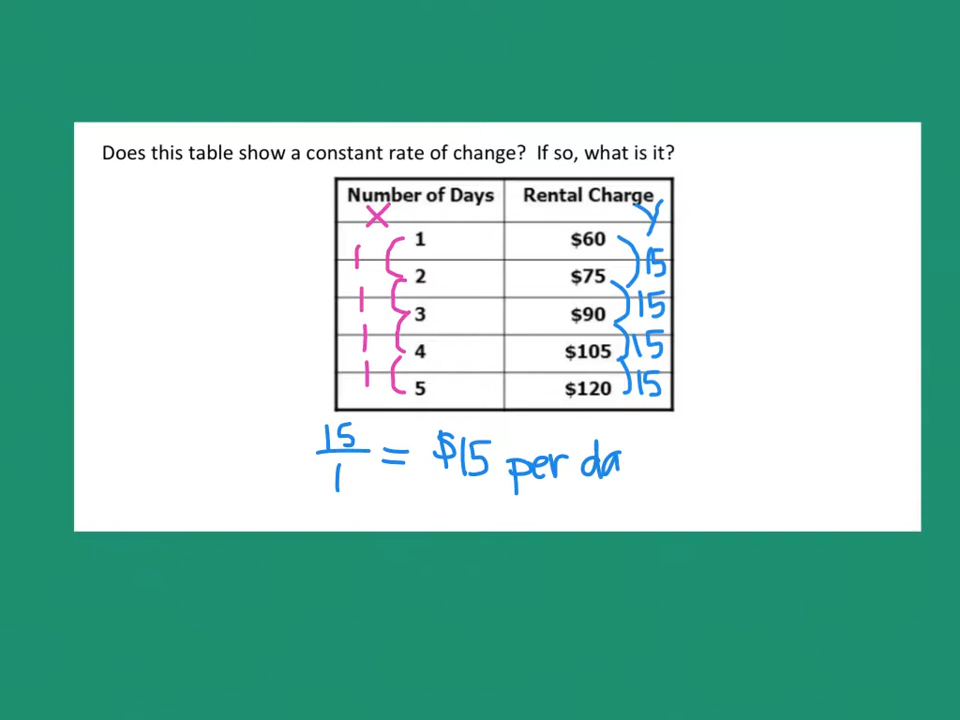 Does this table show a constant rate of change? If so, what is it?
Number of Days Rental Charge
X Y
1 $60
1 15
2 $75
1 15
3 $90
1 15
4 $105
1 15
5 $120
15/1 = $15 per da